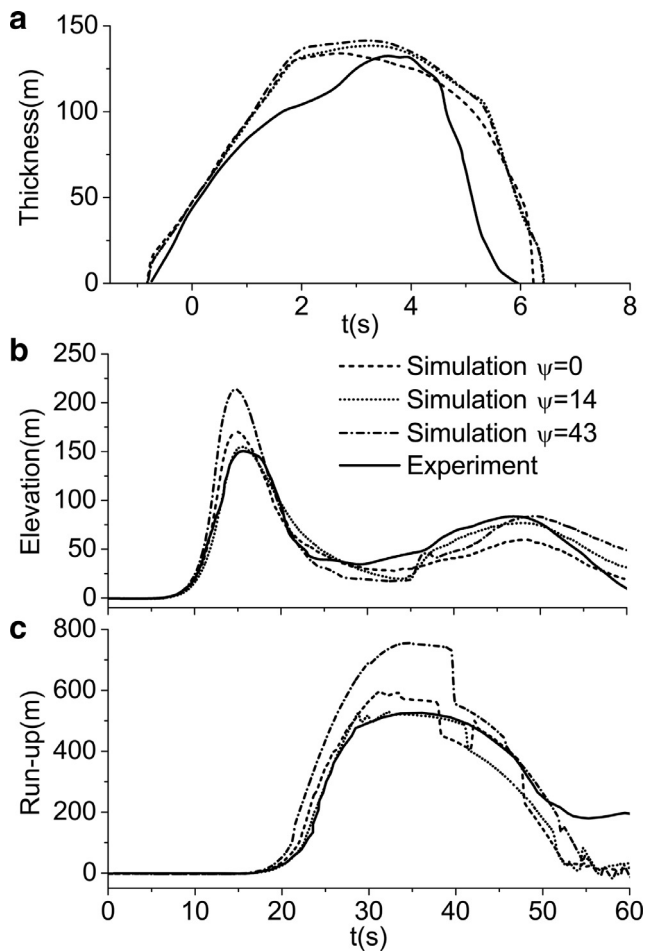 a
150
100
50
0
Thickness(m)
0 2 4 6 8
t(s)
b
250
200
150
100
50
0
Elevation(m)
Simulation ψ=0
Simulation ψ=14
Simulation ψ=43
Experiment
c
800
600
400
200
0
Run-up(m)
0 10 20 30 40 50 60
t(s)